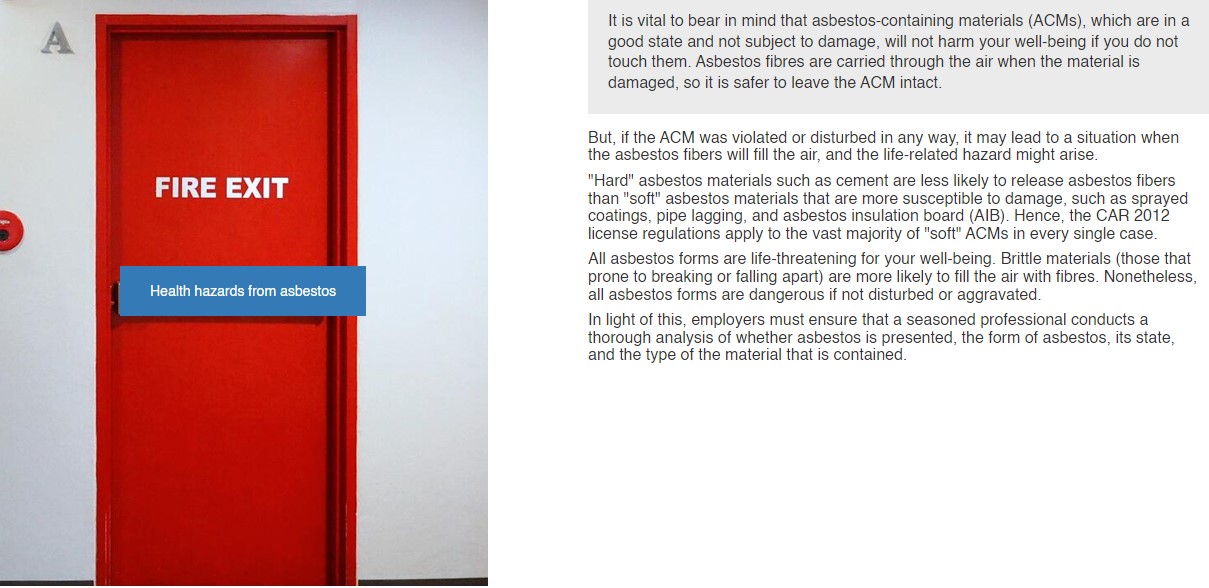 A
FIRE EXIT
Health hazards from asbestos
It is vital to bear in mind that asbestos-containing materials (ACMs), which are in a
good state and not subject to damage, will not harm your well-being if you do not
touch them. Asbestos fibres are carried through the air when the material is
damaged, so it is safer to leave the ACM intact.
But, if the ACM was violated or disturbed in any way, it may lead to a situation when
the asbestos fibers will fill the air, and the life-related hazard might arise.
"Hard" asbestos materials such as cement are less likely to release asbestos fibers
than "soft" asbestos materials that are more susceptible to damage, such as sprayed
coatings, pipe lagging, and asbestos insulation board (AIB). Hence, the CAR 2012
license regulations apply to the vast majority of "soft" ACMs in every single case.
All asbestos forms are life-threatening for your well-being. Brittle materials (those that
prone to breaking or falling apart) are more likely to fill the air with fibres. Nonetheless,
all asbestos forms are dangerous if not disturbed or aggravated.
In light of this, employers must ensure that a seasoned professional conducts a
thorough analysis of whether asbestos is presented, the form of asbestos, its state,
and the type of the material that is contained.